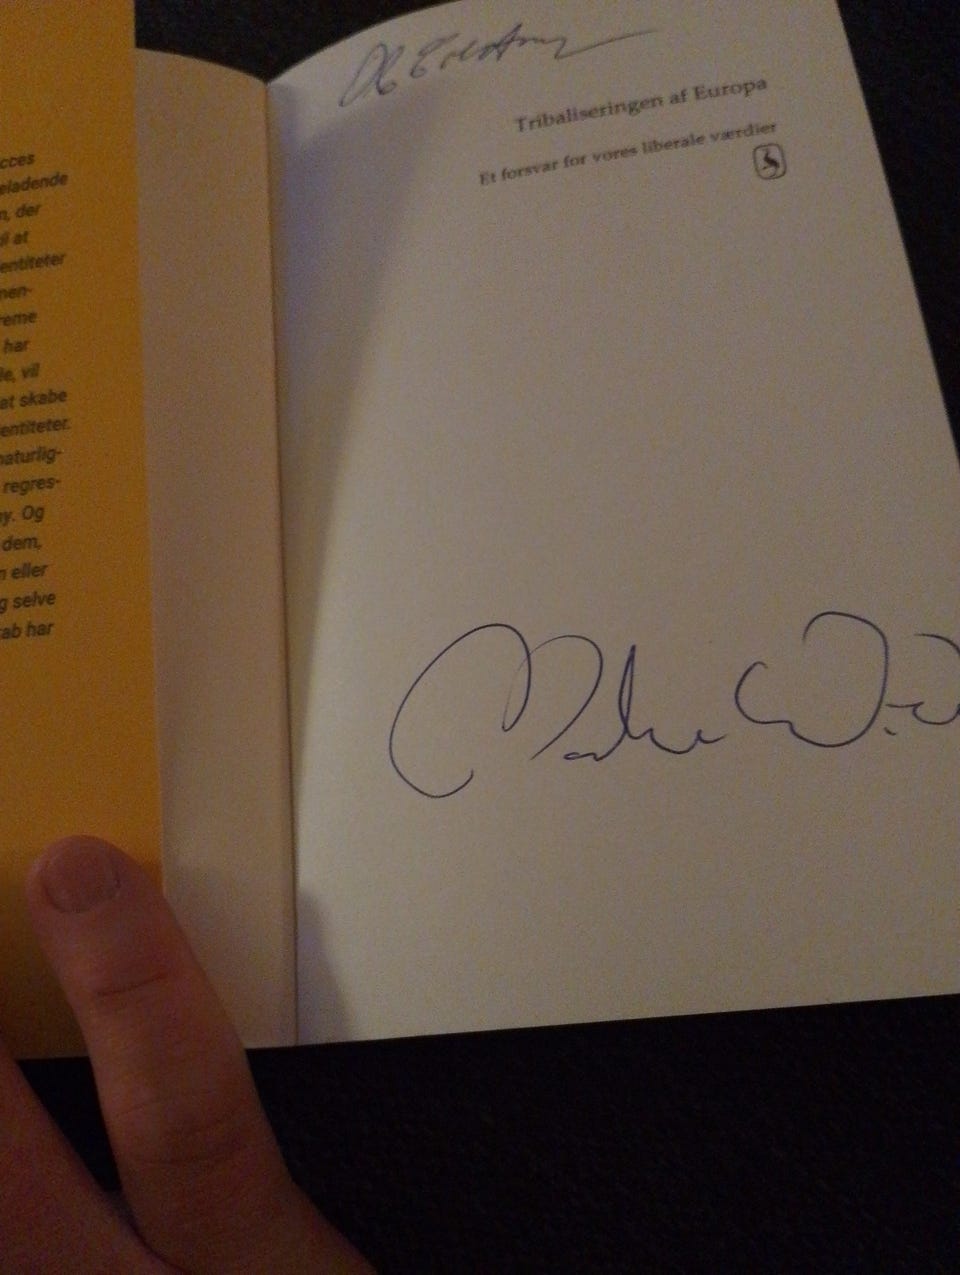 cces
eladende
n, der
il at
entiteter
nen-
reme
har
le, vil
at skabe
entiteter.
naturlig-
regres-
y. Og
dem,
n eller
g selve
ab har
Tribaliseringen af Europa
Et forsvar for vores liberale værdier